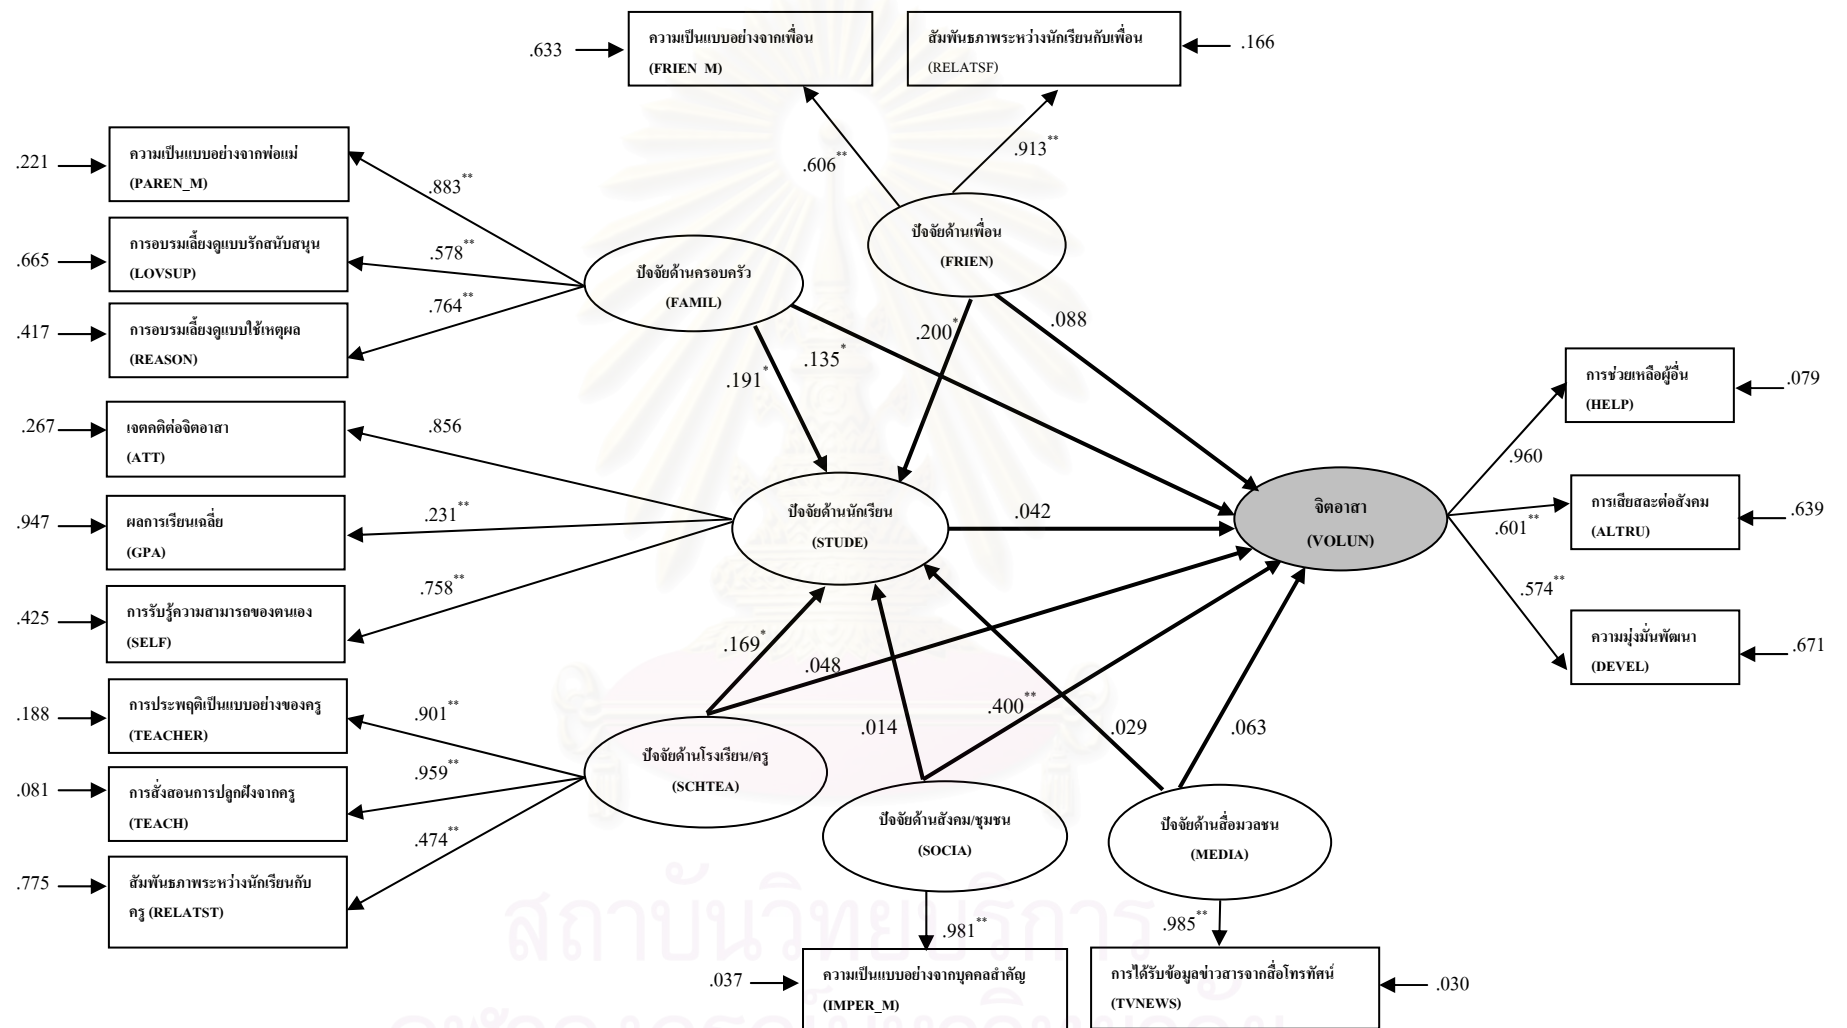 ความเป็นแบบอย่างจากเพื่อน
(FRIEN M)
.633
สัมพันธภาพระหว่างนักเรียนกับเพื่อน
(RELATSF)
.166
.606**
.913**
ความเป็นแบบอย่างจากพ่อแม่
(PAREN_M)
.221
.883**
การอบรมเลี้ยงดูแบบรักสนับสนุน
(LOVSUP)
.665
.578**
การอบรมเลี้ยงดูแบบใช้เหตุผล
(REASON)
.417
.764**
ปัจจัยด้านครอบครัว
(FAMIL)
ปัจจัยด้านเพื่อน
(FRIEN)
.191*
.135*
.200*
.088
เจตคติต่อจิตอาสา
(ATT)
.267
.856
ผลการเรียนเฉลี่ย
(GPA)
.947
.231**
การรับรู้ความสามารถของตนเอง
(SELF)
.425
.758**
ปัจจัยด้านนักเรียน
(STUDE)
.042
จิตอาสา
(VOLUN)
การช่วยเหลือผู้อื่น
(HELP)
.079
.960
การเสียสละต่อสังคม
(ALTRU)
.639
.601**
ความมุ่งมั่นพัฒนา
(DEVEL)
.671
.574**
.169*
.048
.014
.400**
.029
.063
การประพฤติเป็นแบบอย่างของครู
(TEACHER)
.188
.901**
การสั่งสอนการปลูกฝังจากครู
(TEACH)
.081
.959**
สัมพันธภาพระหว่างนักเรียนกับ
ครู (RELATST)
.775
.474**
ปัจจัยด้านโรงเรียน/ครู
(SCHTEA)
ปัจจัยด้านสังคม/ชุมชน
(SOCIA)
ปัจจัยด้านสื่อมวลชน
(MEDIA)
.981**
.985**
.037
ความเป็นแบบอย่างจากบุคคลสำคัญ
(IMPER_M)
การได้รับข้อมูลข่าวสารจากสื่อโทรทัศน์
(TVNEWS)
.030
สถาบันวิทยบริการ